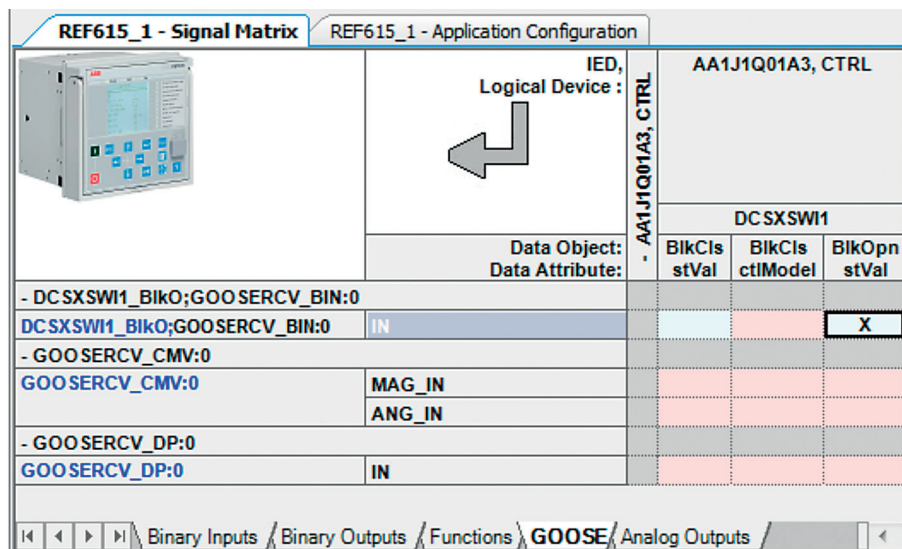 REF615_1 - Signal Matrix
REF615_1 - Application Configuration
IED,
Logical Device :
- AA1J1Q01A3, CTRL
AA1J1Q01A3, CTRL
DCSXSWI1
Data Object:
Data Attribute:
BlkCls
stVal
BlkCls
ctlModel
BlkOpn
stVal
- DCSXSWI1_BlkO;GOOSERCV_BIN:0
DCSXSWI1_BlkO;GOOSERCV_BIN:0 IN X
- GOOSERCV_CMV:0
GOOSERCV_CMV:0 MAG_IN
ANG_IN
- GOOSERCV_DP:0
GOOSERCV_DP:0 IN
Binary Inputs Binary Outputs Functions GOOSE Analog Outputs